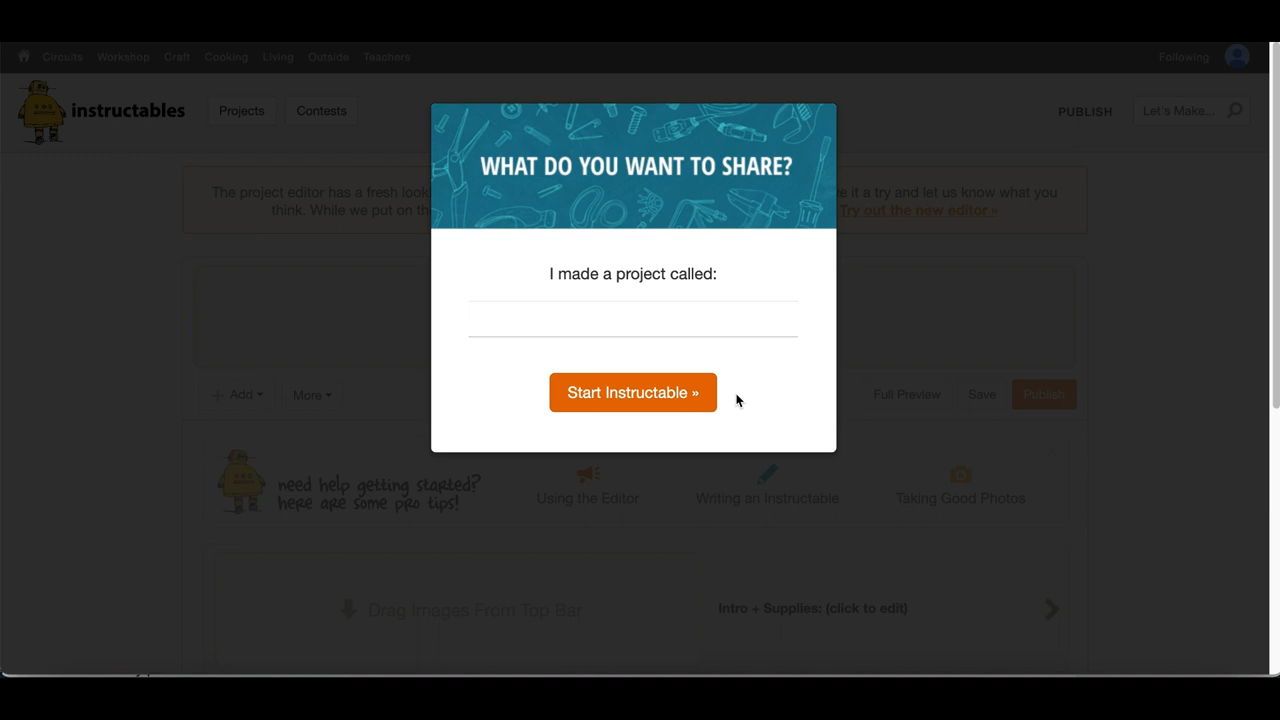 Circuits Workshop Craft Cooking Living Outside Teachers Following
instructables Projects Contests PUBLISH Let's Make...
WHAT DO YOU WANT TO SHARE?
The project editor has a fresh look
e it a try and let us know what you
think. While we put on th
Try out the new editor »
I made a project called:
Start Instructable »
+ Add More Full Preview Save Publish
need help getting started?
here are some pro tips!
Using the Editor Writing an Instructable Taking Good Photos
Drag Images From Top Bar Intro + Supplies: (click to edit)